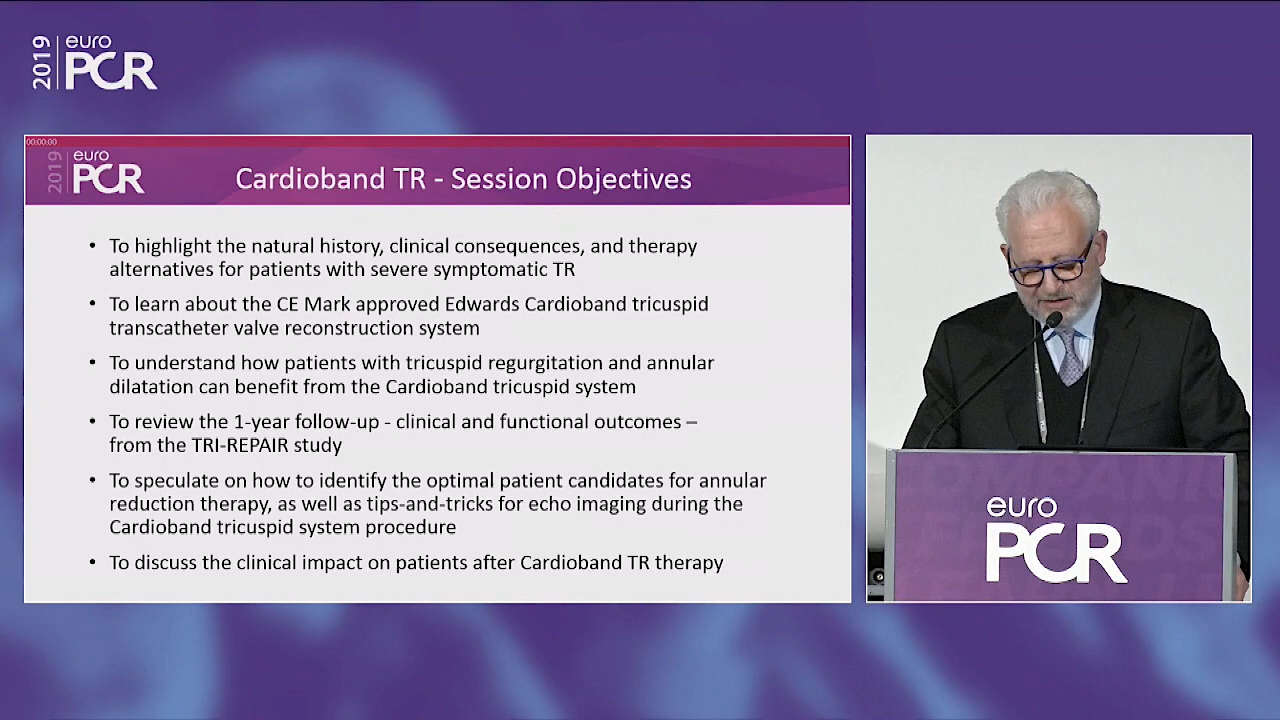 2019
euro
PCR
00:00:00
2019
euro
PCR
Cardioband TR - Session Objectives
• To highlight the natural history, clinical consequences, and therapy
alternatives for patients with severe symptomatic TR
• To learn about the CE Mark approved Edwards Cardioband tricuspid
transcatheter valve reconstruction system
• To understand how patients with tricuspid regurgitation and annular
dilatation can benefit from the Cardioband tricuspid system
• To review the 1-year follow-up - clinical and functional outcomes –
from the TRI-REPAIR study
• To speculate on how to identify the optimal patient candidates for annular
reduction therapy, as well as tips-and-tricks for echo imaging during the
Cardioband tricuspid system procedure
• To discuss the clinical impact on patients after Cardioband TR therapy
euro
PCR